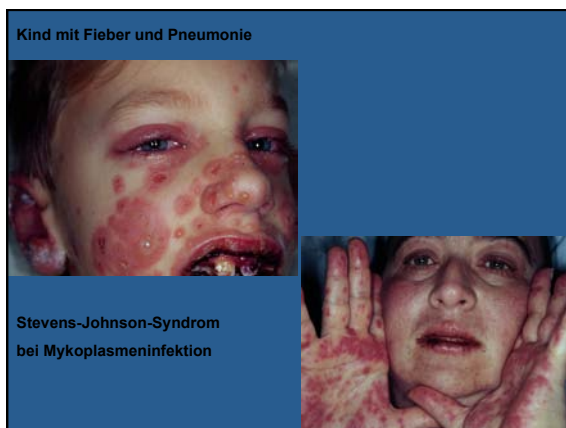 Kind mit Fieber und Pneumonie
Stevens-Johnson-Syndrom
bei Mykoplasmeninfektion